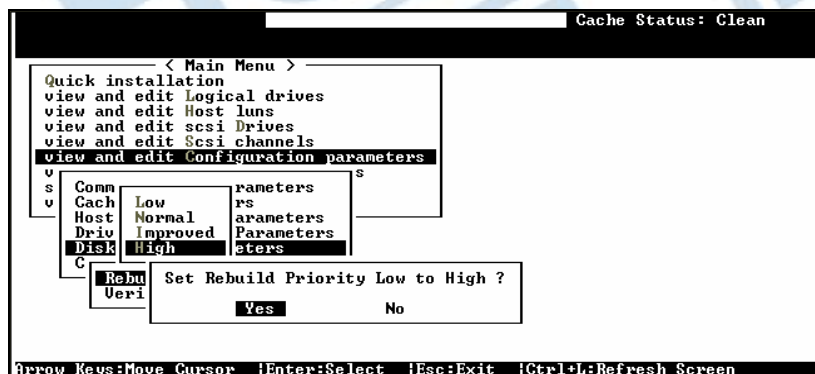 Cache Status: Clean
< Main Menu >
Quick installation
view and edit Logical drives
view and edit Host luns
view and edit scsi Drives
view and edit Scsi channels
view and edit Configuration parameters
v s
s Comm rameters
v Cach Low rs
Host Normal arameters
Driv Improved Parameters
Disk High eters
C
Rebu Set Rebuild Priority Low to High ?
Veri
Yes No
Arrow Keys:Move Cursor |Enter:Select |Esc:Exit |Ctrl+L:Refresh Screen